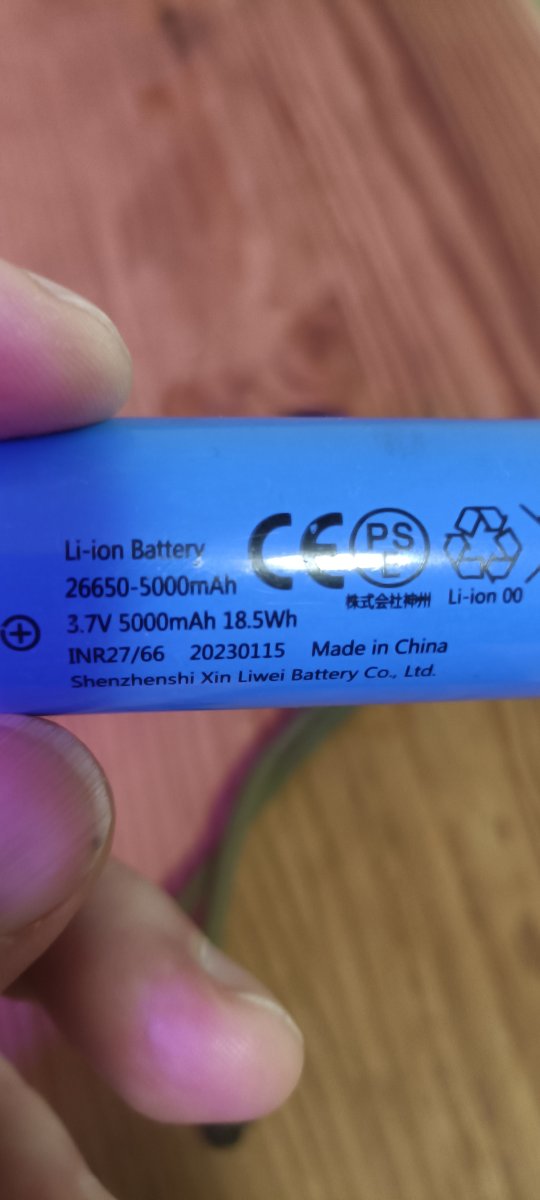 Li-ion Battery
26650-5000mAh
3.7V 5000mAh 18.5Wh
INR27/66 20230115 Made in China
Shenzhenshi Xin Liwei Battery Co., Ltd.
CE
PS
E
株式会社神州
Li-ion 00